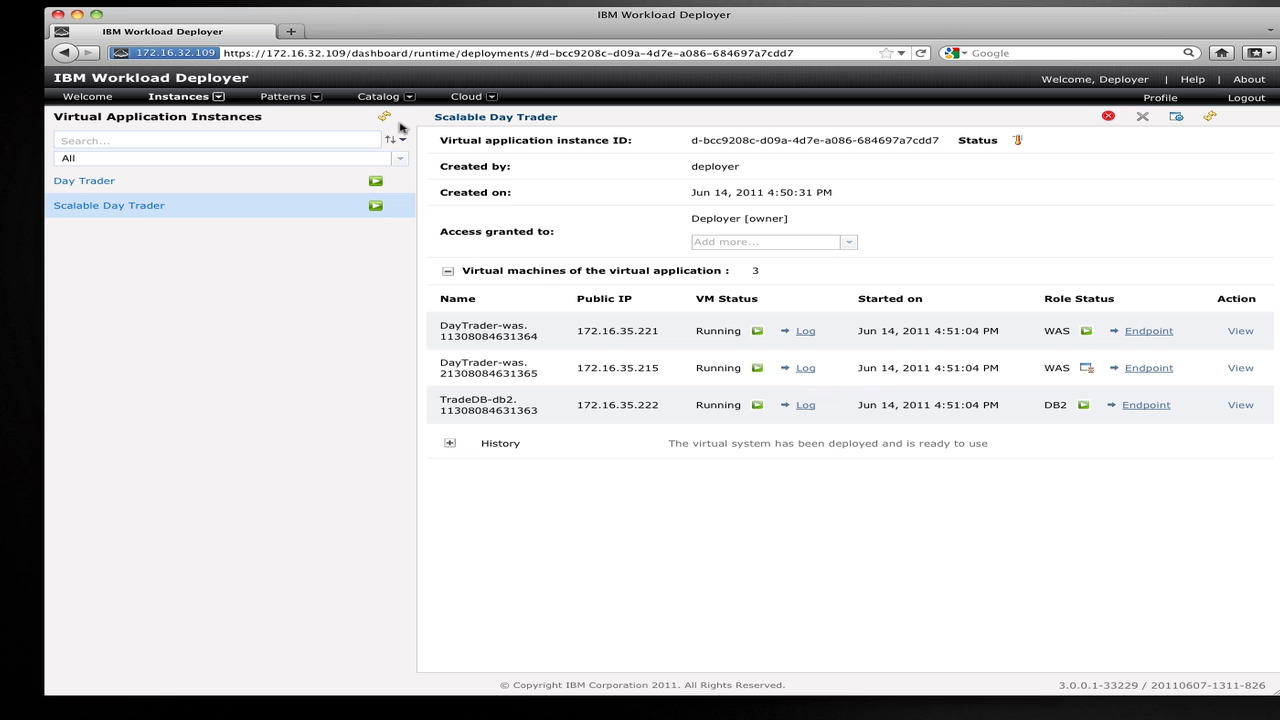 IBM Workload Deployer
IBM Workload Deployer
172.16.32.109 https://172.16.32.109/dashboard/runtime/deployments/#d-bcc9208c-d09a-4d7e-a086-684697a7cdd7 Google
IBM Workload Deployer Welcome, Deployer | Help | About
Welcome Instances Patterns Catalog Cloud Profile Logout
Virtual Application Instances
Search...
All
Day Trader
Scalable Day Trader
Scalable Day Trader
Virtual application instance ID: d-bcc9208c-d09a-4d7e-a086-684697a7cdd7 Status
Created by: deployer
Created on: Jun 14, 2011 4:50:31 PM
Access granted to: Deployer [owner]
Add more...
Virtual machines of the virtual application : 3
Name Public IP VM Status Started on Role Status Action
DayTrader-was.
11308084631364 172.16.35.221 Running Log Jun 14, 2011 4:51:04 PM WAS Endpoint View
DayTrader-was.
21308084631365 172.16.35.215 Running Log Jun 14, 2011 4:51:04 PM WAS Endpoint View
TradeDB-db2.
11308084631363 172.16.35.222 Running Log Jun 14, 2011 4:51:04 PM DB2 Endpoint View
History The virtual system has been deployed and is ready to use
© Copyright IBM Corporation 2011. All Rights Reserved. 3.0.0.1-33229 / 20110607-1311-826